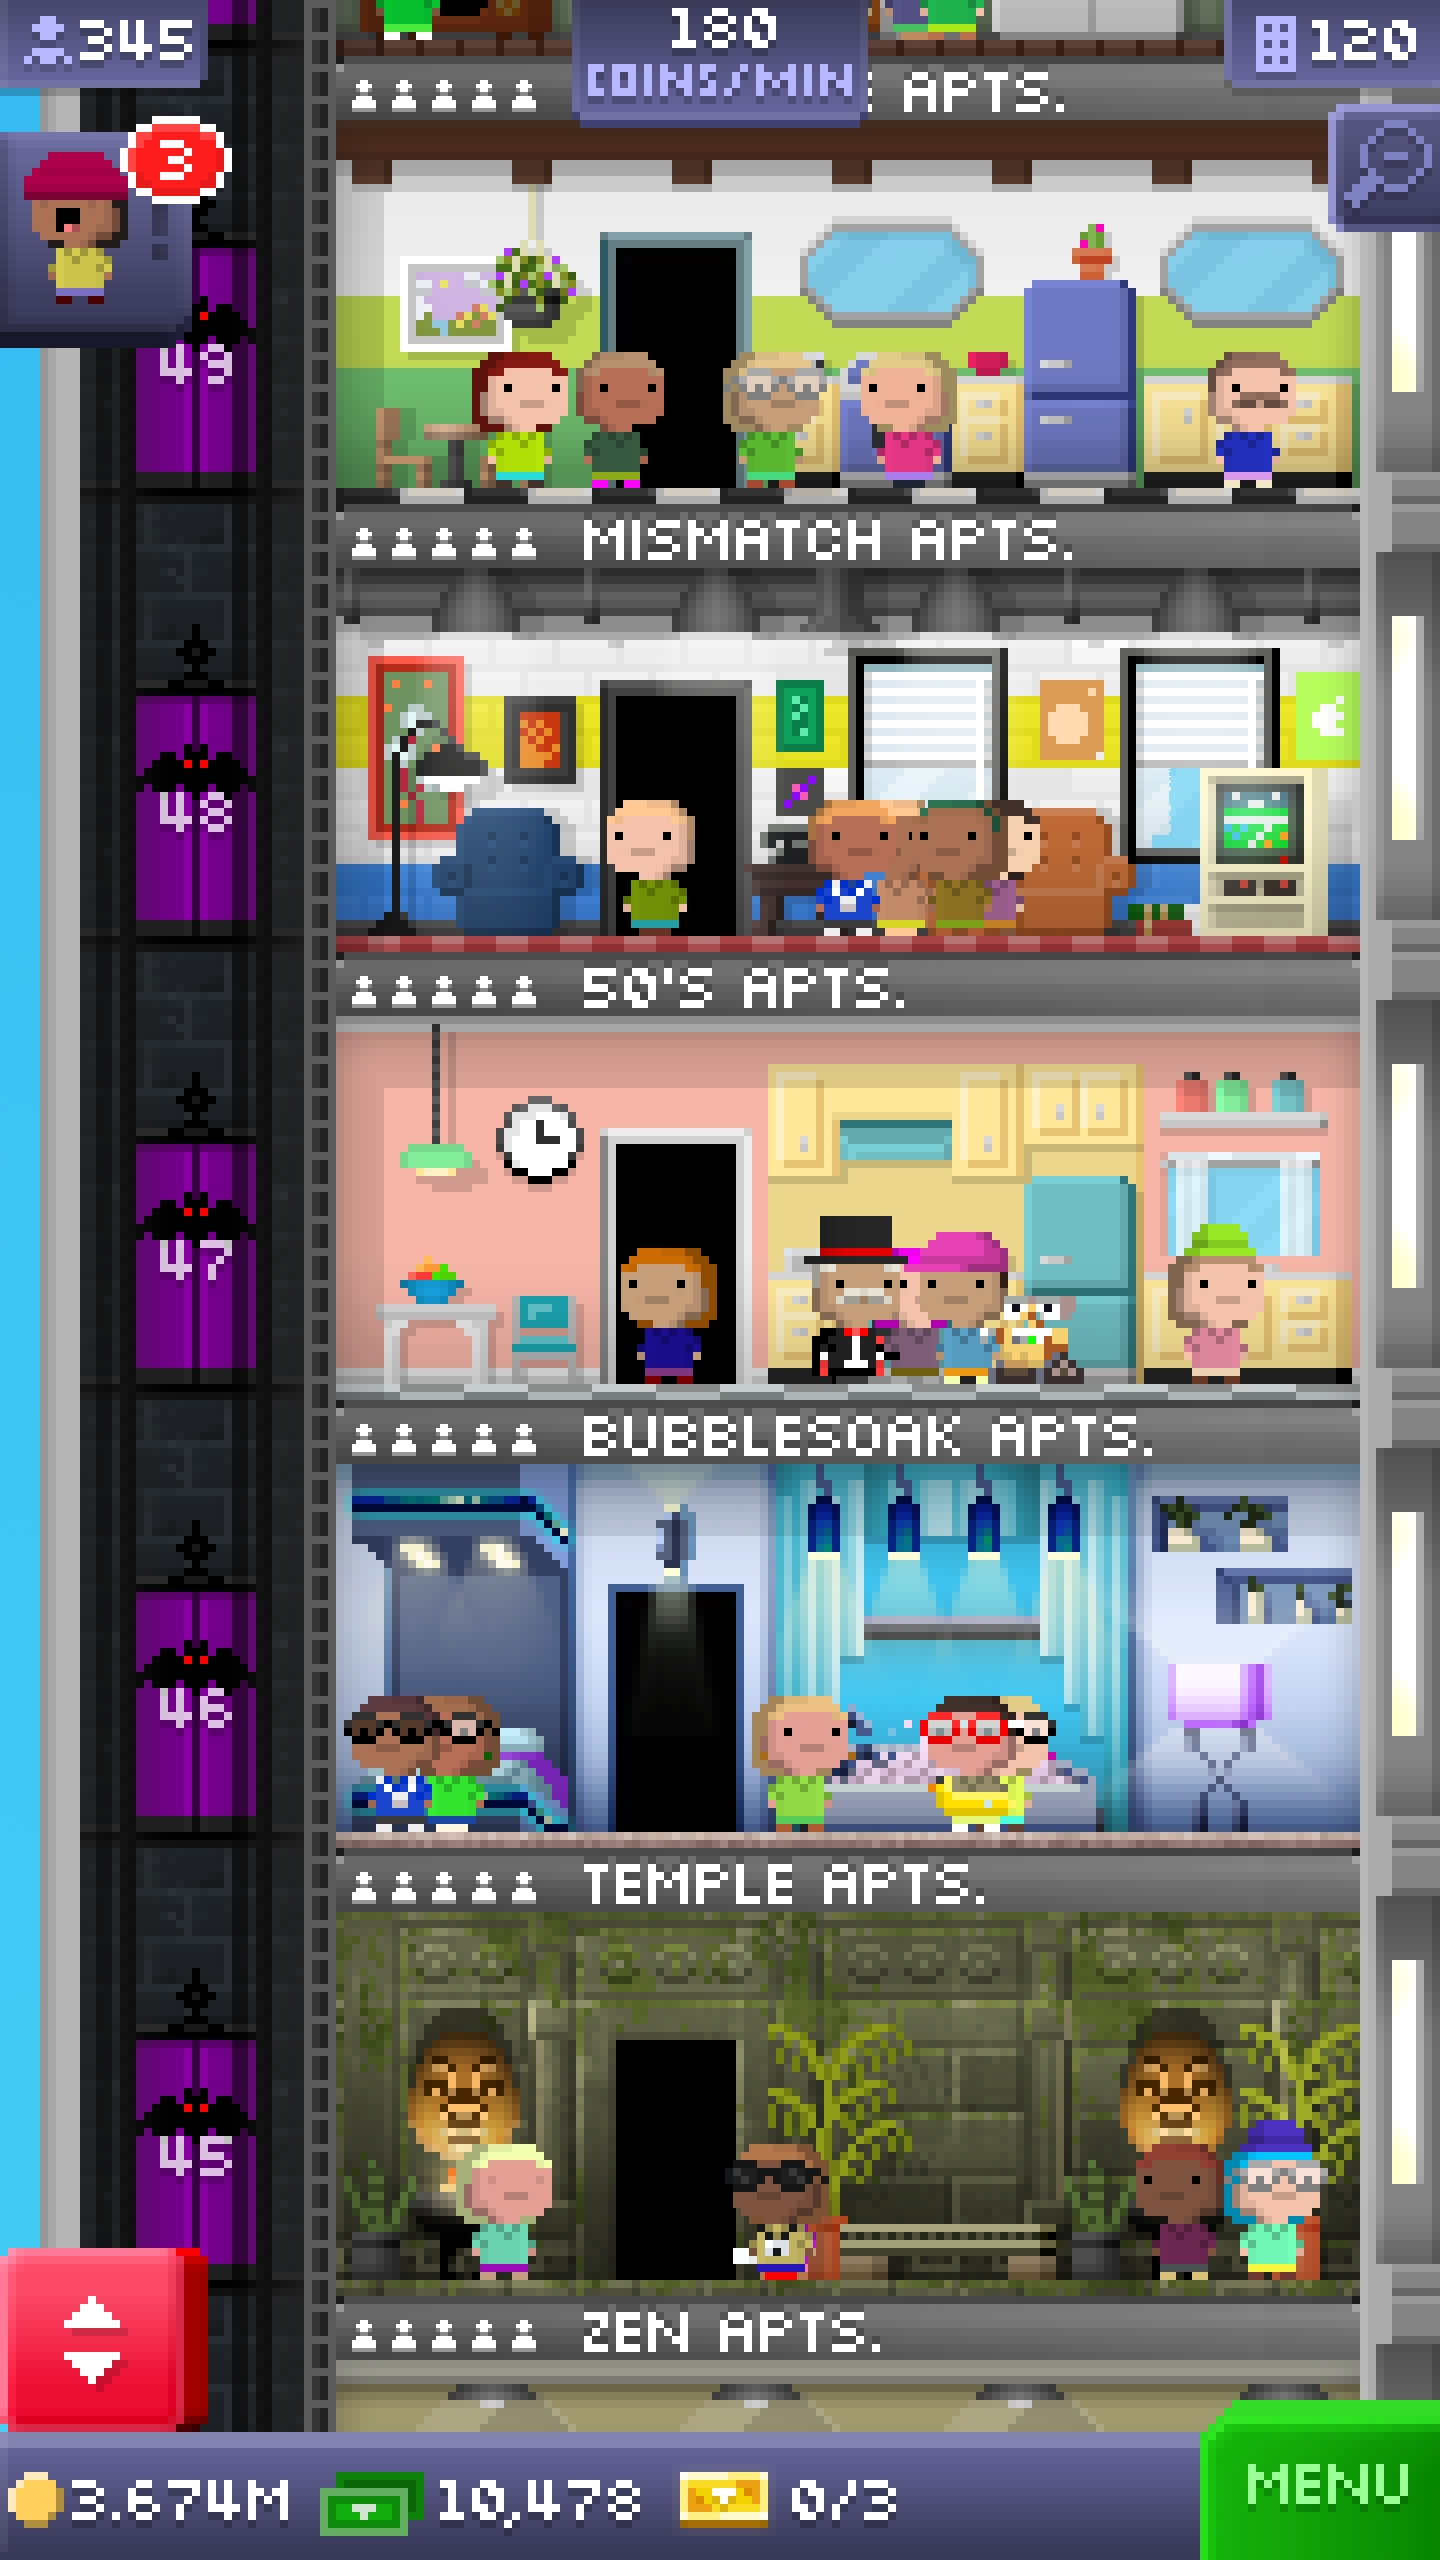 345
180
COINS/MIN
120
APTS.
3
49
MISMATCH APTS.
48
50'S APTS.
47
BUBBLESOAK APTS.
46
TEMPLE APTS.
45
ZEN APTS.
3.674M
10,478
0/3
MENU